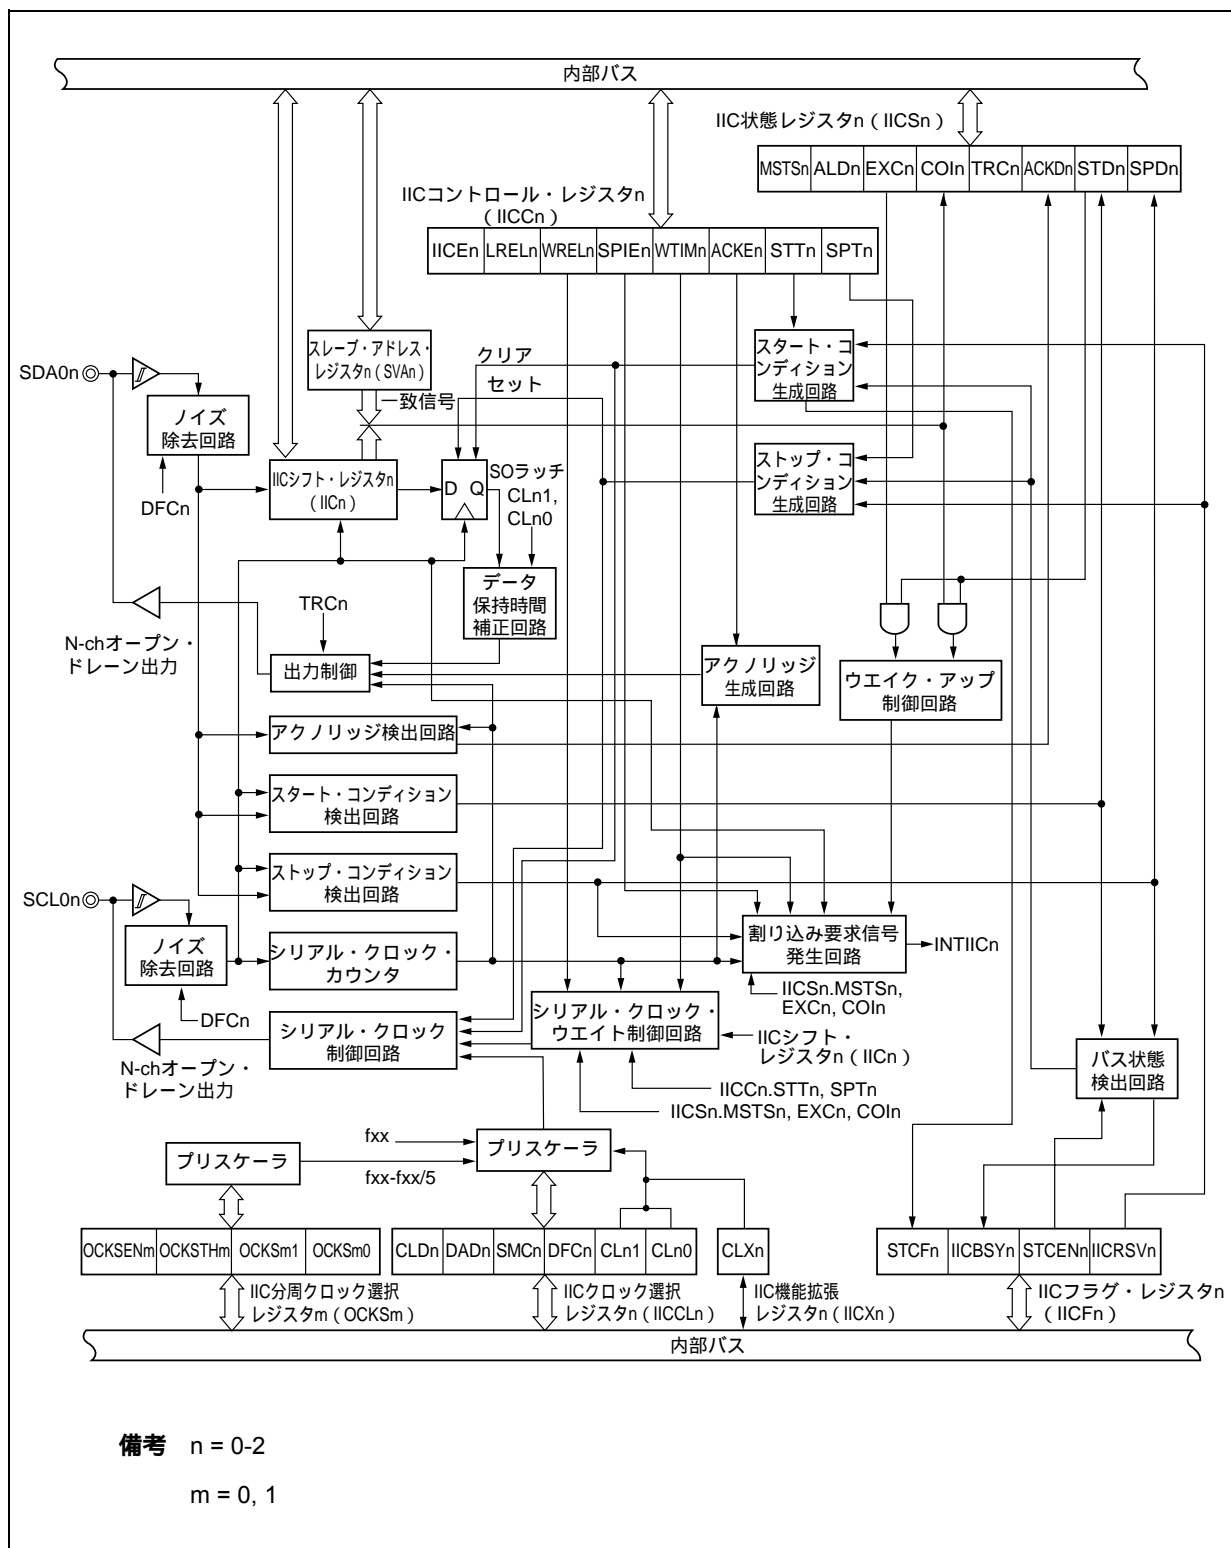 内部バス
IIC状態レジスタn(IICSn)
MSTSn ALDn EXCn COIn TRCn ACKDn STDn SPDn
IICコントロール・レジスタn
(IICCn)
IICEn LRELn WRELn SPIEn WTIMn ACKEn STTn SPTn
スレーブ・アドレス・
レジスタn(SVAn)
クリア
セット
一致信号
スタート・コ
ンディション
生成回路
SDA0n
ノイズ
除去回路
DFCn
IICシフト・レジスタn
(IICn)
D Q
SOラッチ
CLn1,
CLn0
ストップ・コ
ンディション
生成回路
データ
保持時間
補正回路
TRCn
N-chオープン・
ドレーン出力
出力制御
アクノリッジ
生成回路
ウエイク・アップ
制御回路
アクノリッジ検出回路
スタート・コンディション
検出回路
ストップ・コンディション
検出回路
SCL0n
ノイズ
除去回路
DFCn
シリアル・クロック・
カウンタ
割り込み要求信号
発生回路
INTIICn
IICSn.MSTSn,
EXCn, COIn
シリアル・クロック
制御回路
シリアル・クロック・
ウエイト制御回路
IICシフト・
レジスタn(IICn)
N-chオープン・
ドレーン出力
IICCn.STTn, SPTn
IICSn.MSTSn, EXCn, COIn
バス状態
検出回路
プリスケーラ
fxx
fxx-fxx/5
プリスケーラ
OCKSENm OCKSTHm OCKSm1 OCKSm0
CLDn DADn SMCn DFCn CLn1 CLn0
CLXn
STCFn IICBSYn STCENn IICRSVn
IIC分周クロック選択
レジスタm(OCKSm)
IICクロック選択
レジスタn(IICCLn)
IIC機能拡張
レジスタn(IICXn)
IICフラグ・レジスタn
(IICFn)
内部バス
備考 n = 0-2
m = 0, 1